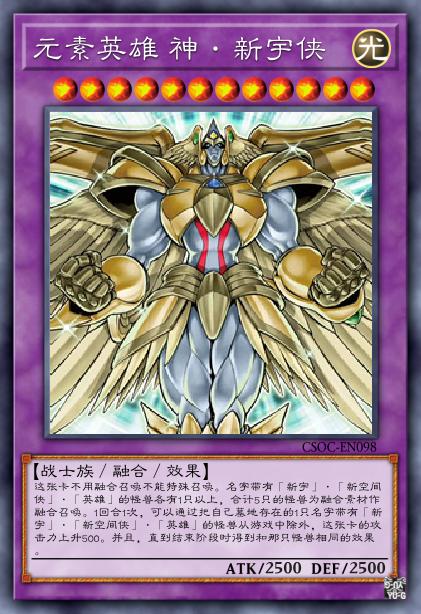 元素英雄 神・新宇侠
光
CSOC-EN098
【战士族／融合／效果】
这张卡不用融合召唤不能特殊召唤。名字带有「新宇」・「新空间
侠」・「英雄」的怪兽各有1只以上，合计5只的怪兽为融合素材作
融合召唤。1回合1次，可以通过把自己墓地存在的1只名字带有「新
宇」・「新空间侠」・「英雄」的怪兽从游戏中除外，这张卡的攻
击力上升500。并且，直到结束阶段时得到和那只怪兽相同的效果
。
ATK/2500 DEF/2500